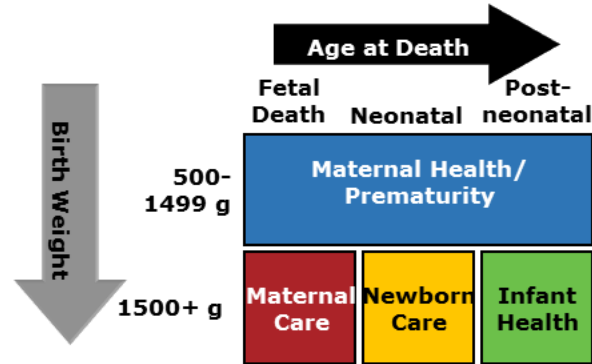 Age at Death
Fetal
Death
Neonatal
Post-
neonatal
Birth Weight
500-
1499 g
Maternal Health/
Prematurity
1500+ g
Maternal
Care
Newborn
Care
Infant
Health